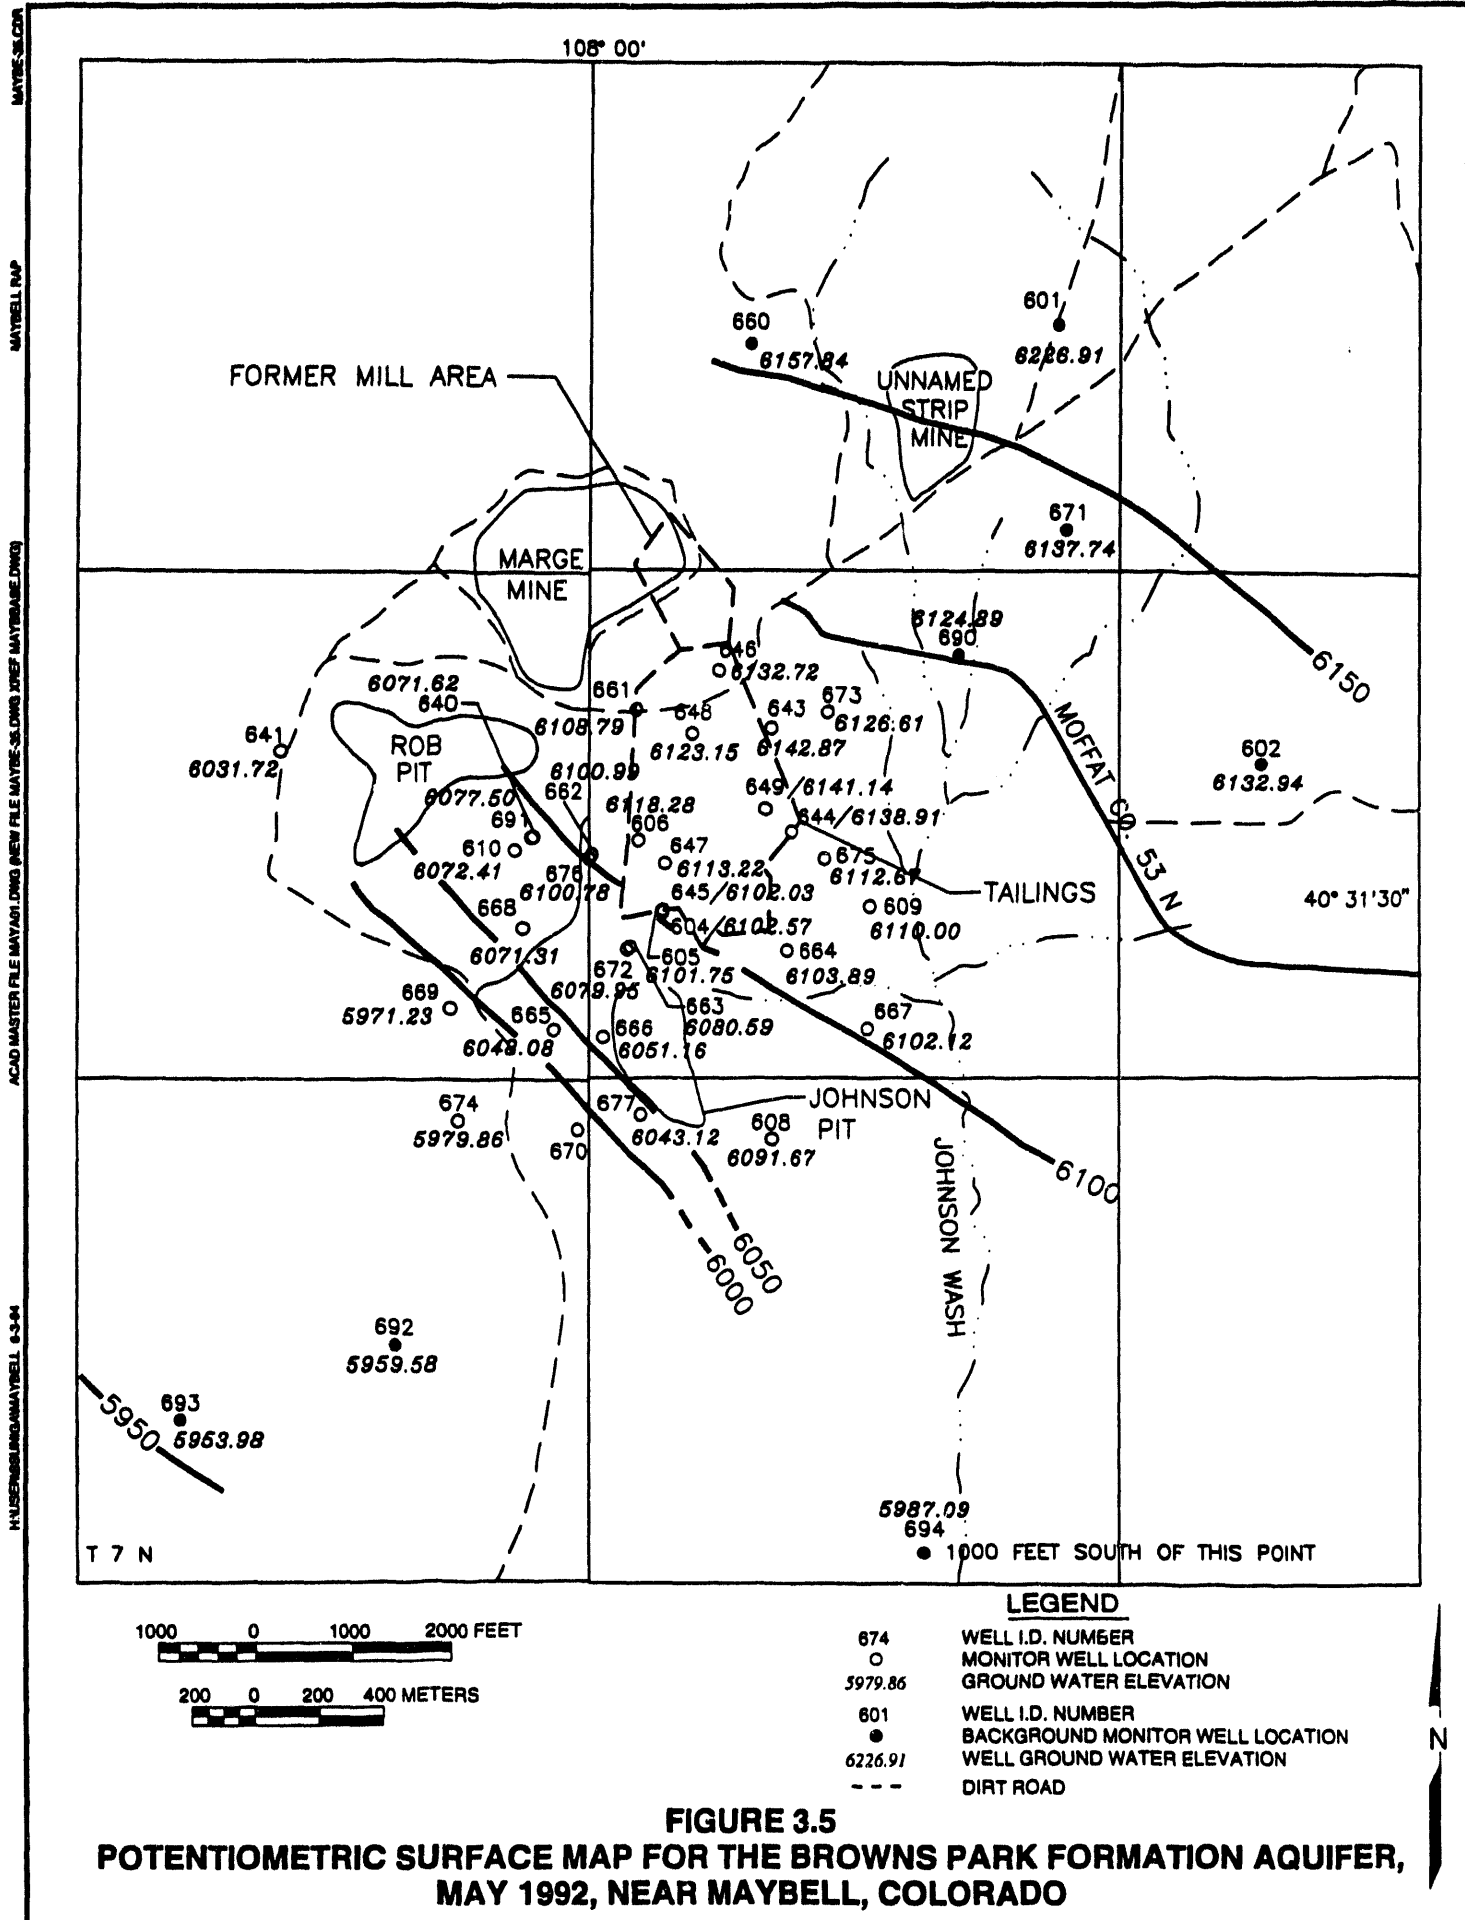 108° 00'
601
6226.91
660
6157.84
FORMER MILL AREA
UNNAMED
STRIP
MINE
671
6137.74
MARGE
MINE
6124.89
690
6150
646
6132.72
6071.62
640
661
6108.79
648
6123.15
643
6142.87
673
6126.61
641
6031.72
ROB
PIT
MOFFAT CO. 53 N
602
6132.94
6100.99
662
6077.50
691
6118.28
606
649/6141.14
644/6138.91
610
6072.41
676
6100.78
647
6113.22
675
6112.67
TAILINGS
645/6102.03
604/6102.57
609
6110.00
40° 31'30"
668
6071.31
605
6101.75
664
6103.89
672
6079.95
663
6080.59
669
5971.23
665
6048.08
666
6051.16
667
6102.12
JOHNSON
PIT
674
5979.86
670
677
6043.12
608
6091.67
6100
6050
6000
JOHNSON WASH
692
5959.58
693
5953.98
5950
5987.09
694
1000 FEET SOUTH OF THIS POINT
T 7 N
1000 0 1000 2000 FEET
200 0 200 400 METERS
LEGEND
674 WELL I.D. NUMBER
MONITOR WELL LOCATION
5979.86 GROUND WATER ELEVATION
601 WELL I.D. NUMBER
BACKGROUND MONITOR WELL LOCATION
6226.91 WELL GROUND WATER ELEVATION
DIRT ROAD
N
FIGURE 3.5
POTENTIOMETRIC SURFACE MAP FOR THE BROWNS PARK FORMATION AQUIFER,
MAY 1992, NEAR MAYBELL, COLORADO
MAYBE-35.CDR
MAYBELL RAP